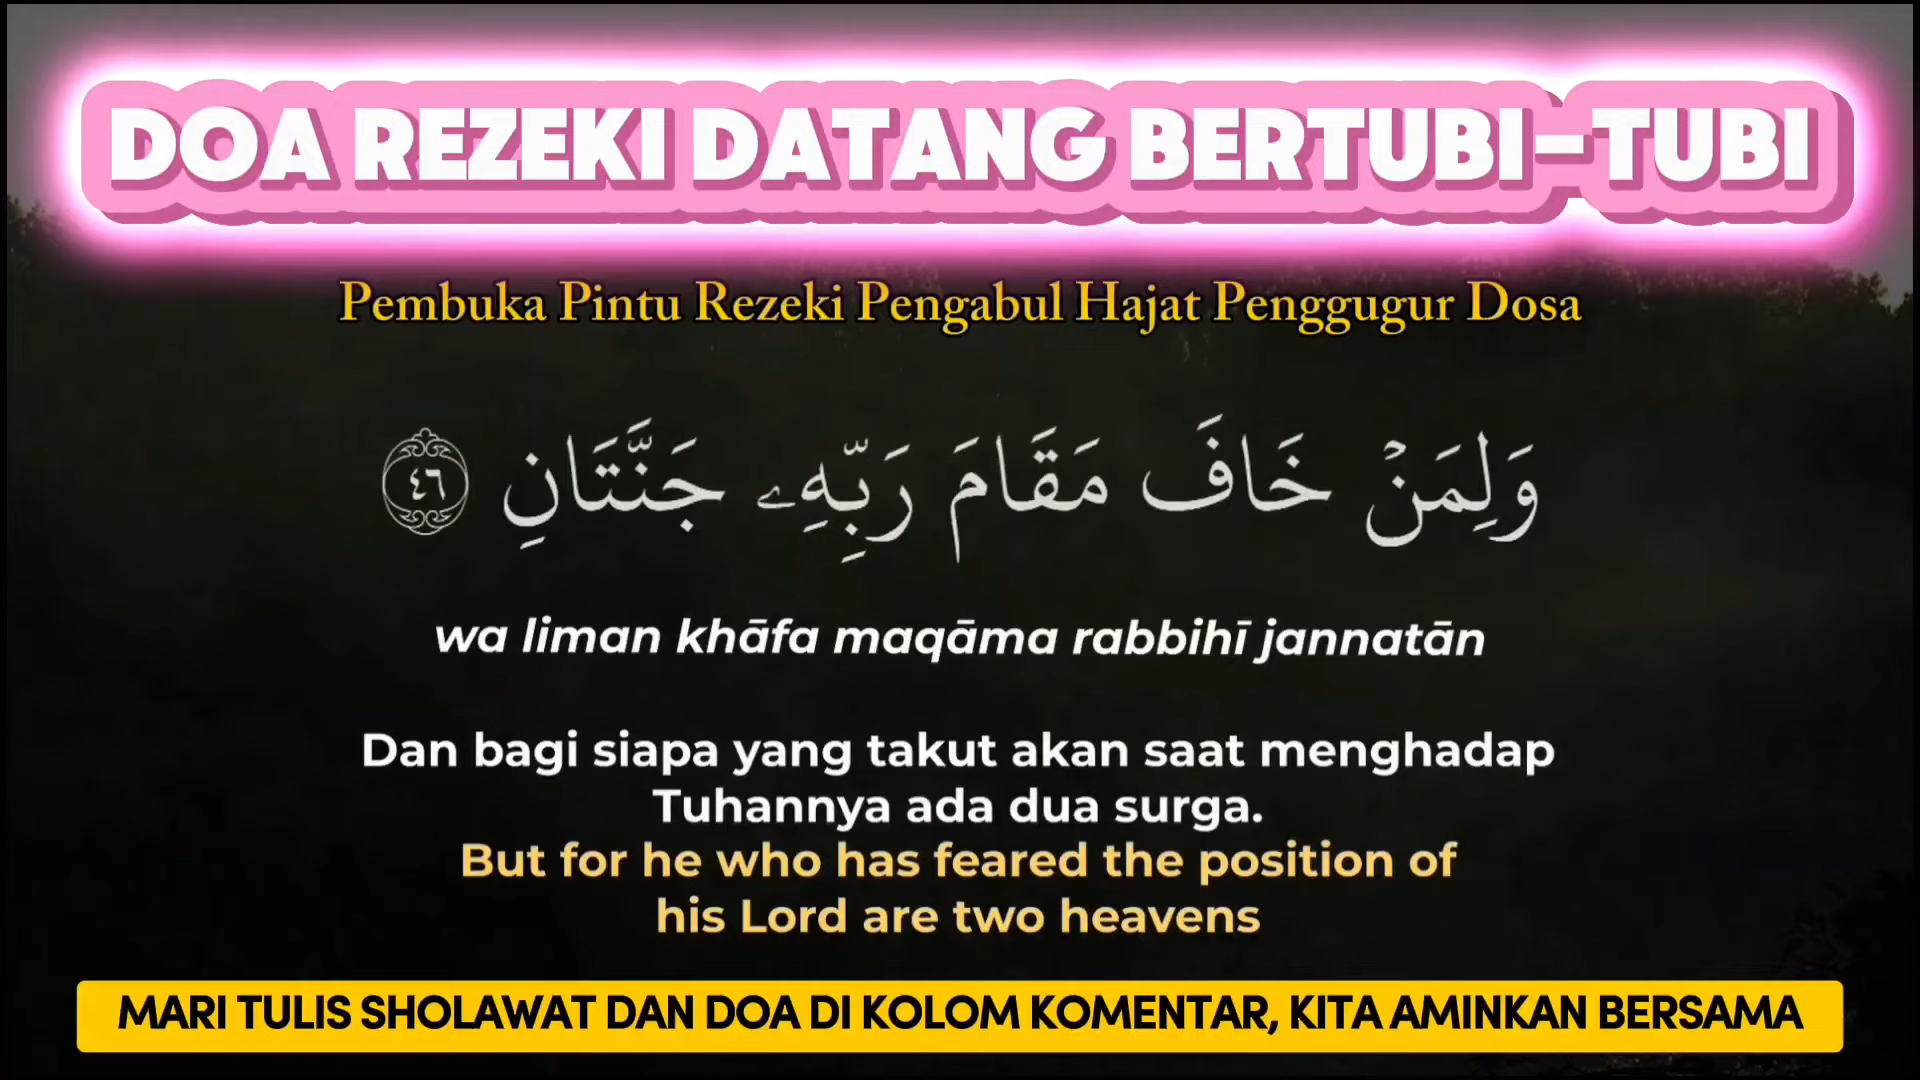 DOA REZEKI DATANG BERTUBI-TUBI
Pembuka Pintu Rezeki Pengabul Hajat Penggugur Dosa
وَلِمَنْ خَافَ مَقَامَ رَبِّهِۦ جَنَّتَانِ ٤٦
wa liman khāfa maqāma rabbihī jannatān
Dan bagi siapa yang takut akan saat menghadap
Tuhannya ada dua surga.
But for he who has feared the position of
his Lord are two heavens
MARI TULIS SHOLAWAT DAN DOA DI KOLOM KOMENTAR, KITA AMINKAN BERSAMA